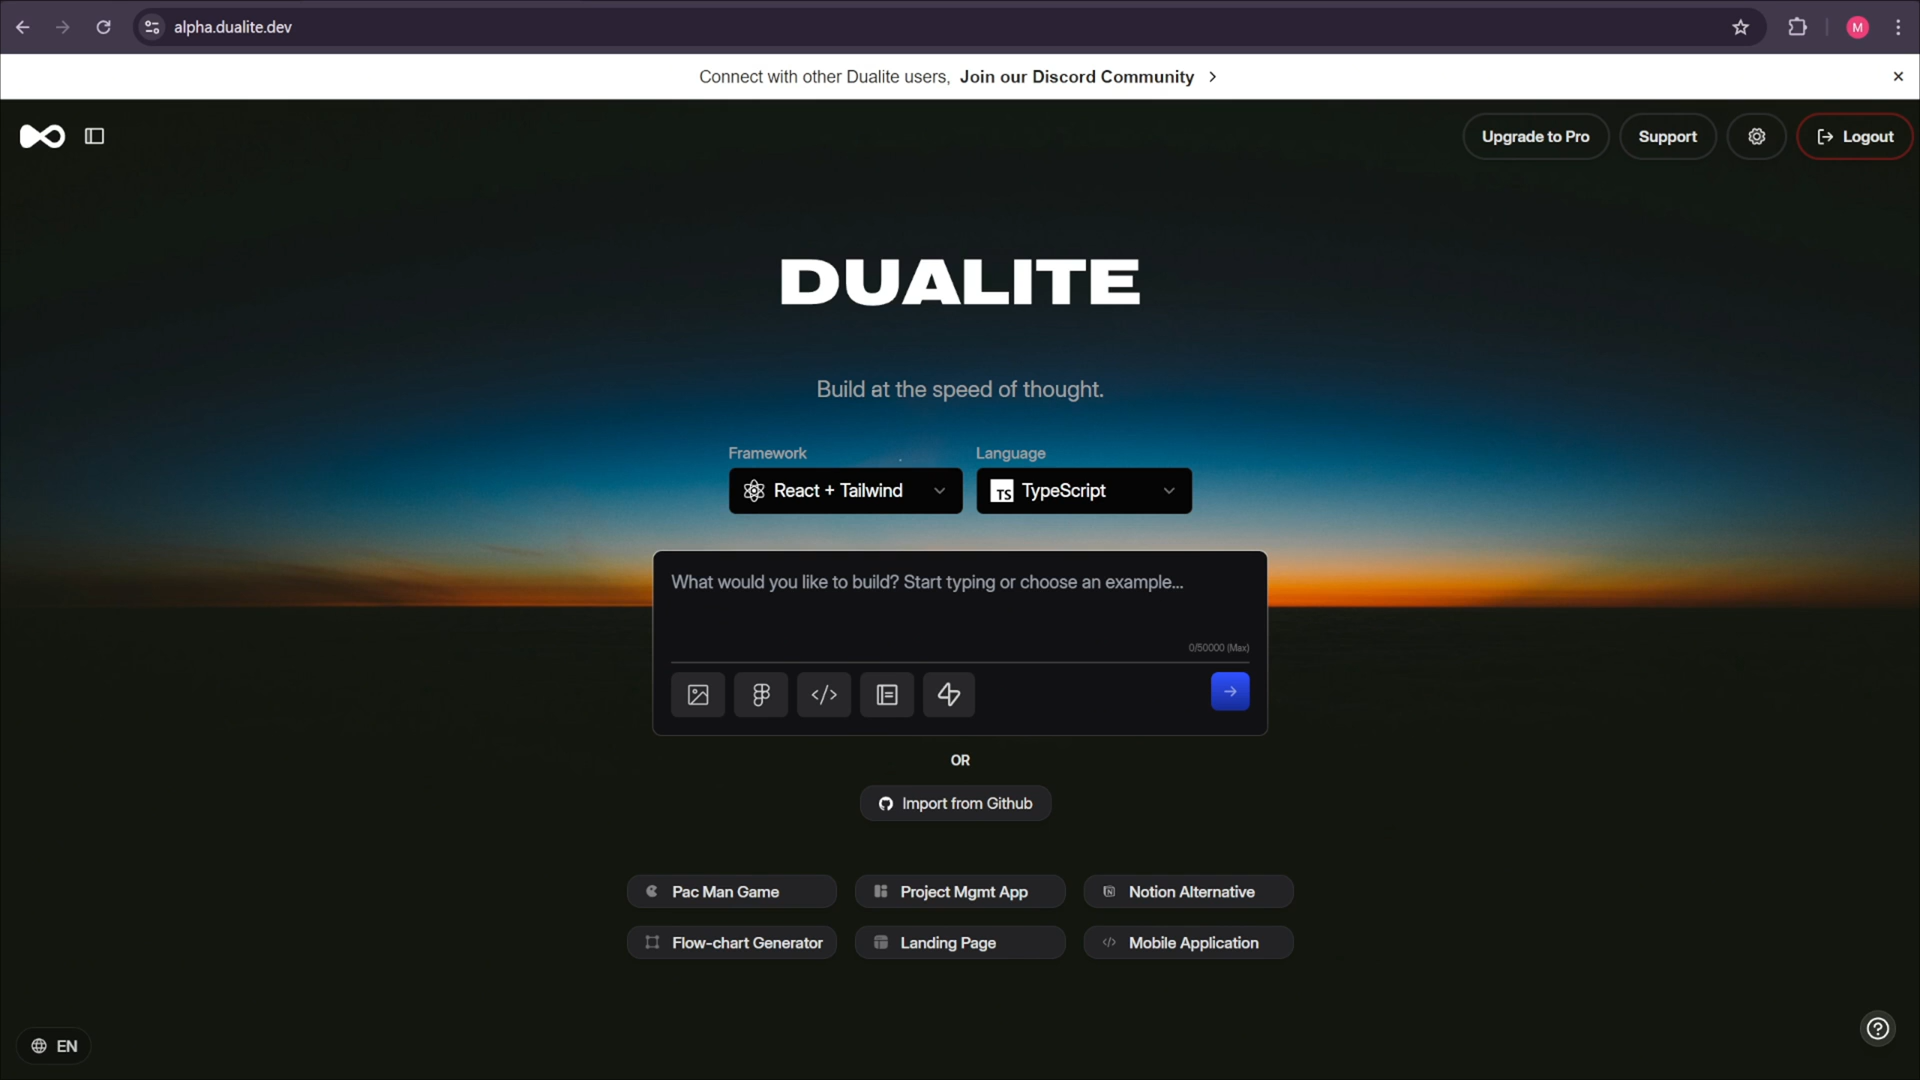 alpha.dualite.dev
M
Connect with other Dualite users, Join our Discord Community
Upgrade to Pro
Support
Logout
DUALITE
Build at the speed of thought.
Framework
Language
React + Tailwind
TS TypeScript
What would you like to build? Start typing or choose an example...
0/50000 (Max)
OR
Import from Github
Pac Man Game
Project Mgmt App
Notion Alternative
Flow-chart Generator
Landing Page
Mobile Application
EN